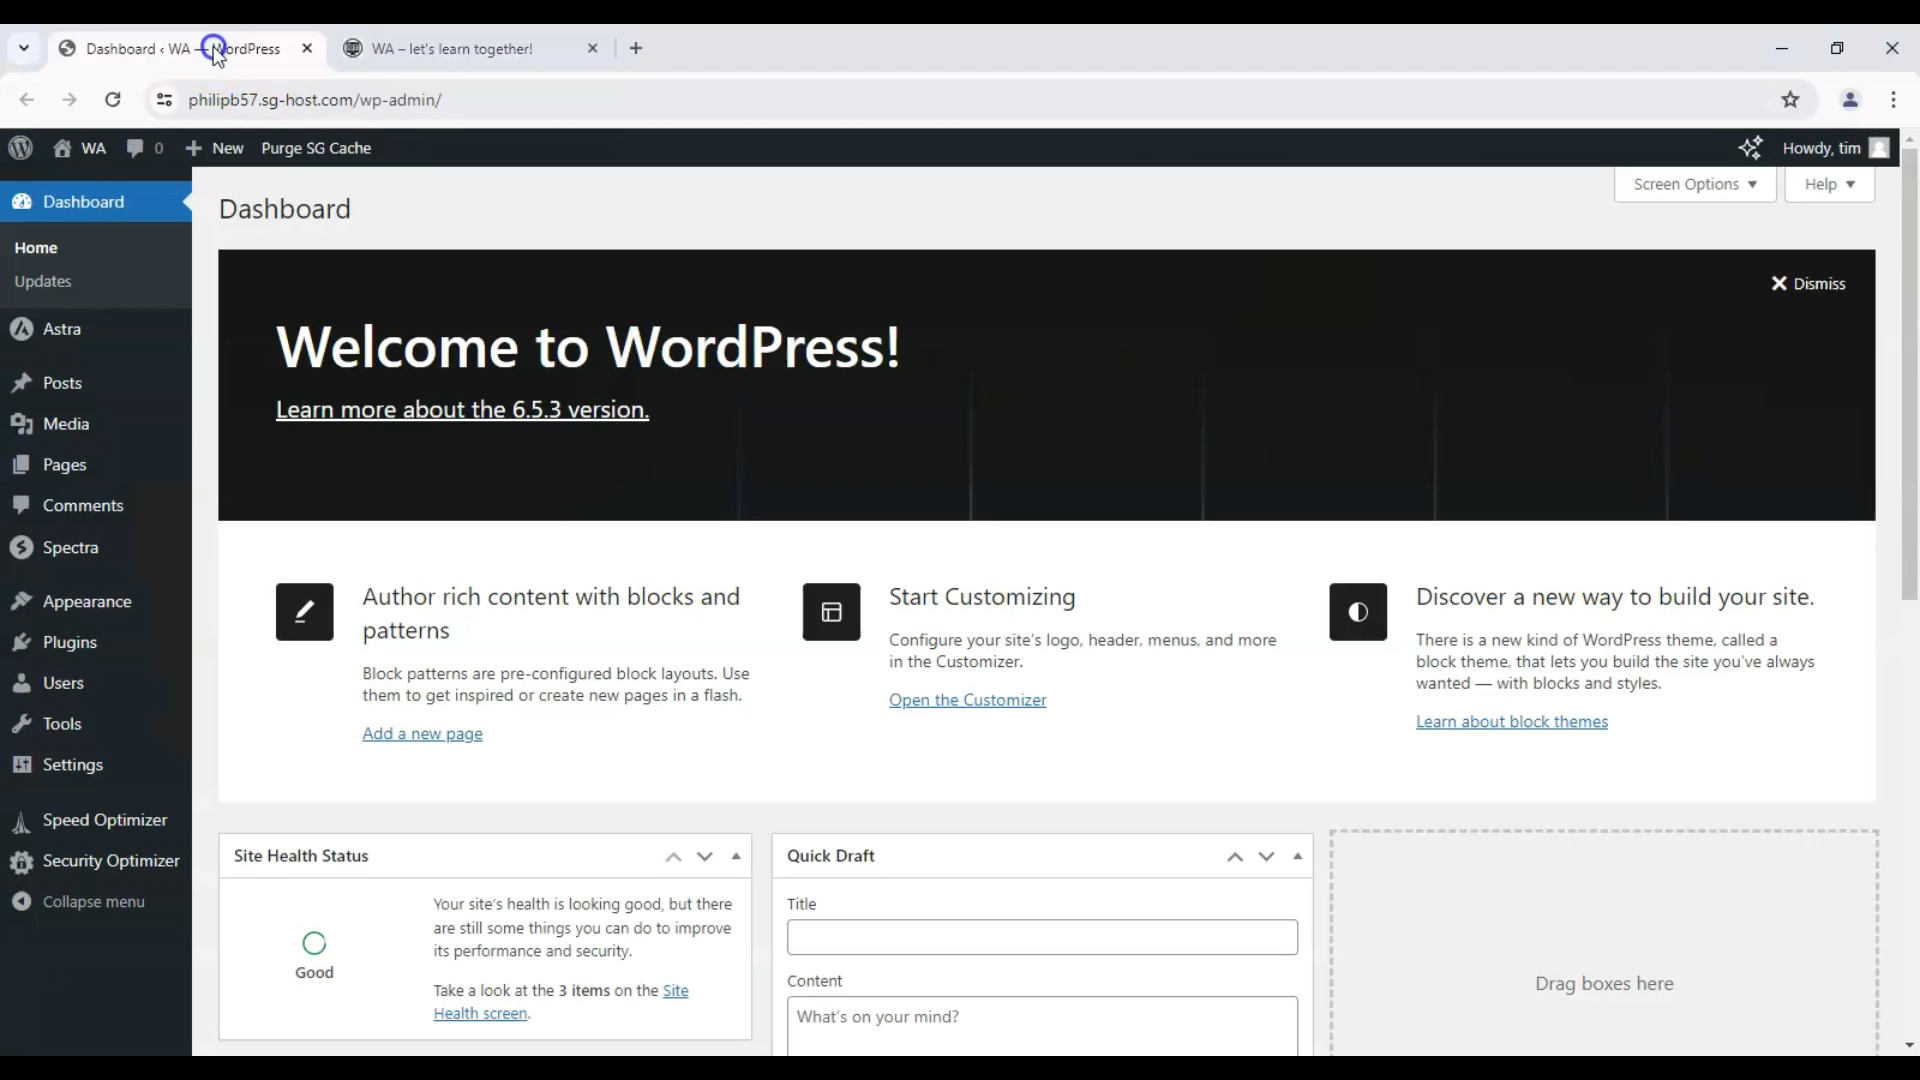 Dashboard ‹ WA — WordPress
WA – let's learn together!
philipb57.sg-host.com/wp-admin/
WA
0
New
Purge SG Cache
Howdy, tim
Screen Options
Help
Dashboard
Home
Updates
Astra
Posts
Media
Pages
Comments
Spectra
Appearance
Plugins
Users
Tools
Settings
Speed Optimizer
Security Optimizer
Collapse menu
Dashboard
Dismiss
Welcome to WordPress!
Learn more about the 6.5.3 version.
Author rich content with blocks and
patterns
Block patterns are pre-configured block layouts. Use
them to get inspired or create new pages in a flash.
Add a new page
Start Customizing
Configure your site's logo, header, menus, and more
in the Customizer.
Open the Customizer
Discover a new way to build your site.
There is a new kind of WordPress theme, called a
block theme, that lets you build the site you've always
wanted — with blocks and styles.
Learn about block themes
Site Health Status
Good
Your site's health is looking good, but there
are still some things you can do to improve
its performance and security.
Take a look at the 3 items on the Site
Health screen.
Quick Draft
Title
Content
What's on your mind?
Drag boxes here